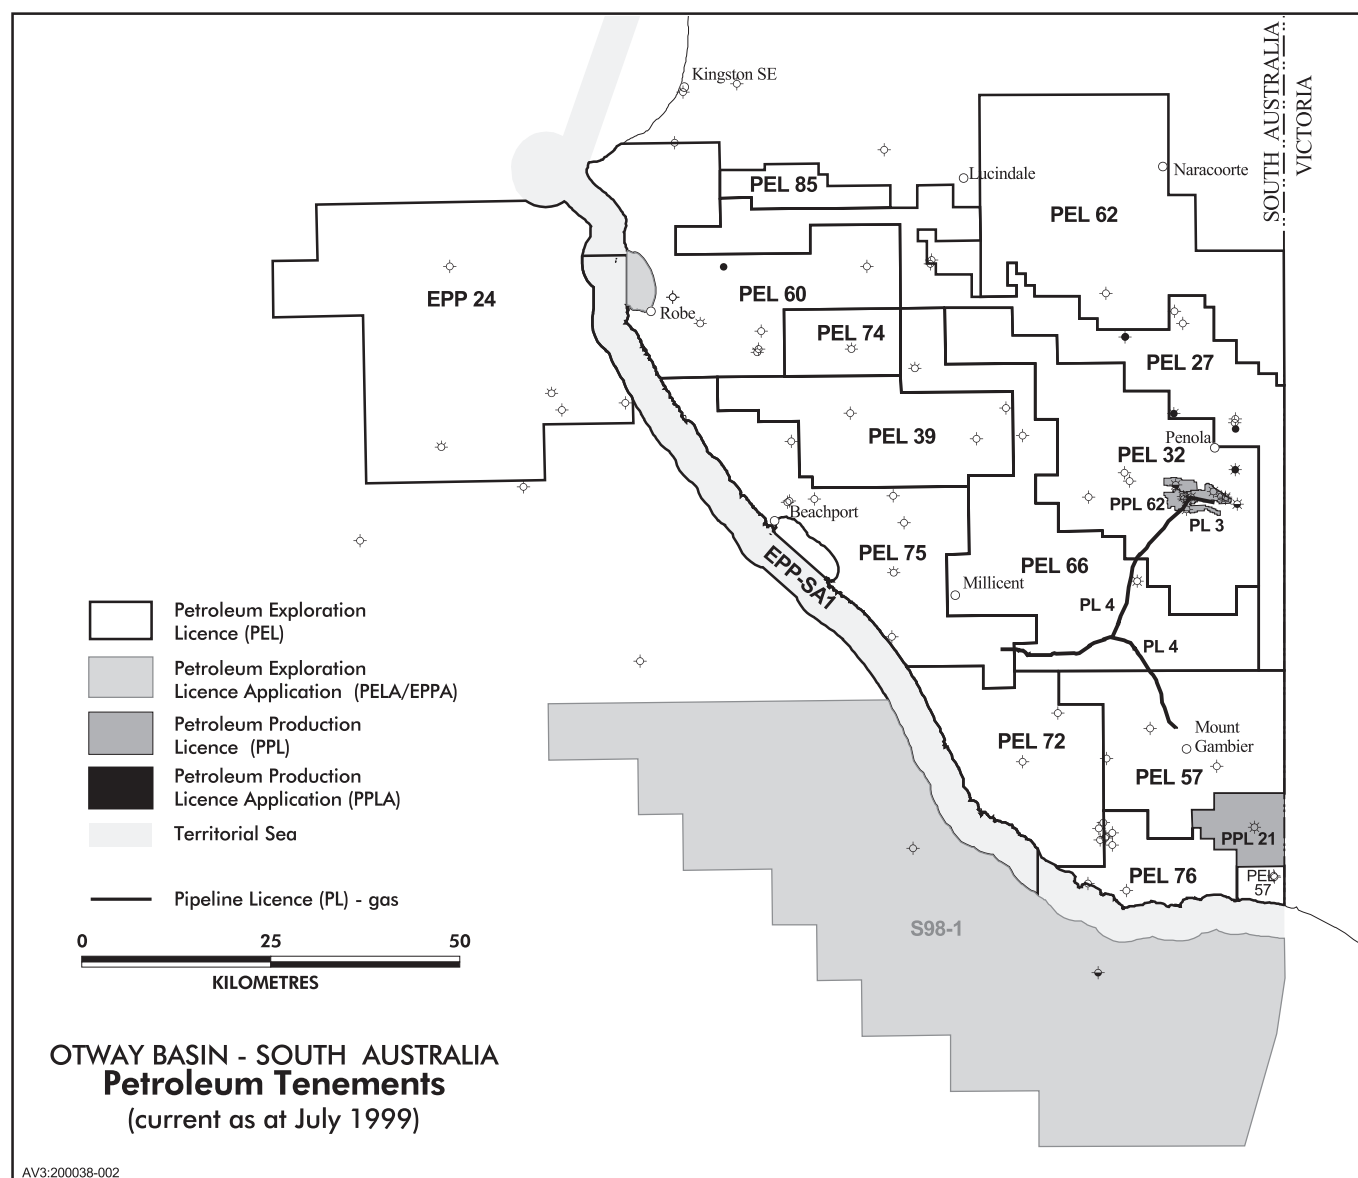 Kingston SE
SOUTH AUSTRALIA
VICTORIA
Lucindale
Naracoorte
PEL 85
PEL 62
EPP 24
PEL 60
Robe
PEL 74
PEL 27
PEL 39
Penola
PEL 32
PPL 62
PL 3
Beachport
PEL 75
EPP-SA1
PEL 66
Millicent
PL 4
PL 4
PEL 72
Mount
Gambier
PEL 57
PPL 21
PEL 76
PEL
57
S98-1
Petroleum Exploration
Licence (PEL)
Petroleum Exploration
Licence Application (PELA/EPPA)
Petroleum Production
Licence (PPL)
Petroleum Production
Licence Application (PPLA)
Territorial Sea
Pipeline Licence (PL) - gas
0 25 50
KILOMETRES
OTWAY BASIN - SOUTH AUSTRALIA
Petroleum Tenements
(current as at July 1999)
AV3:200038-002